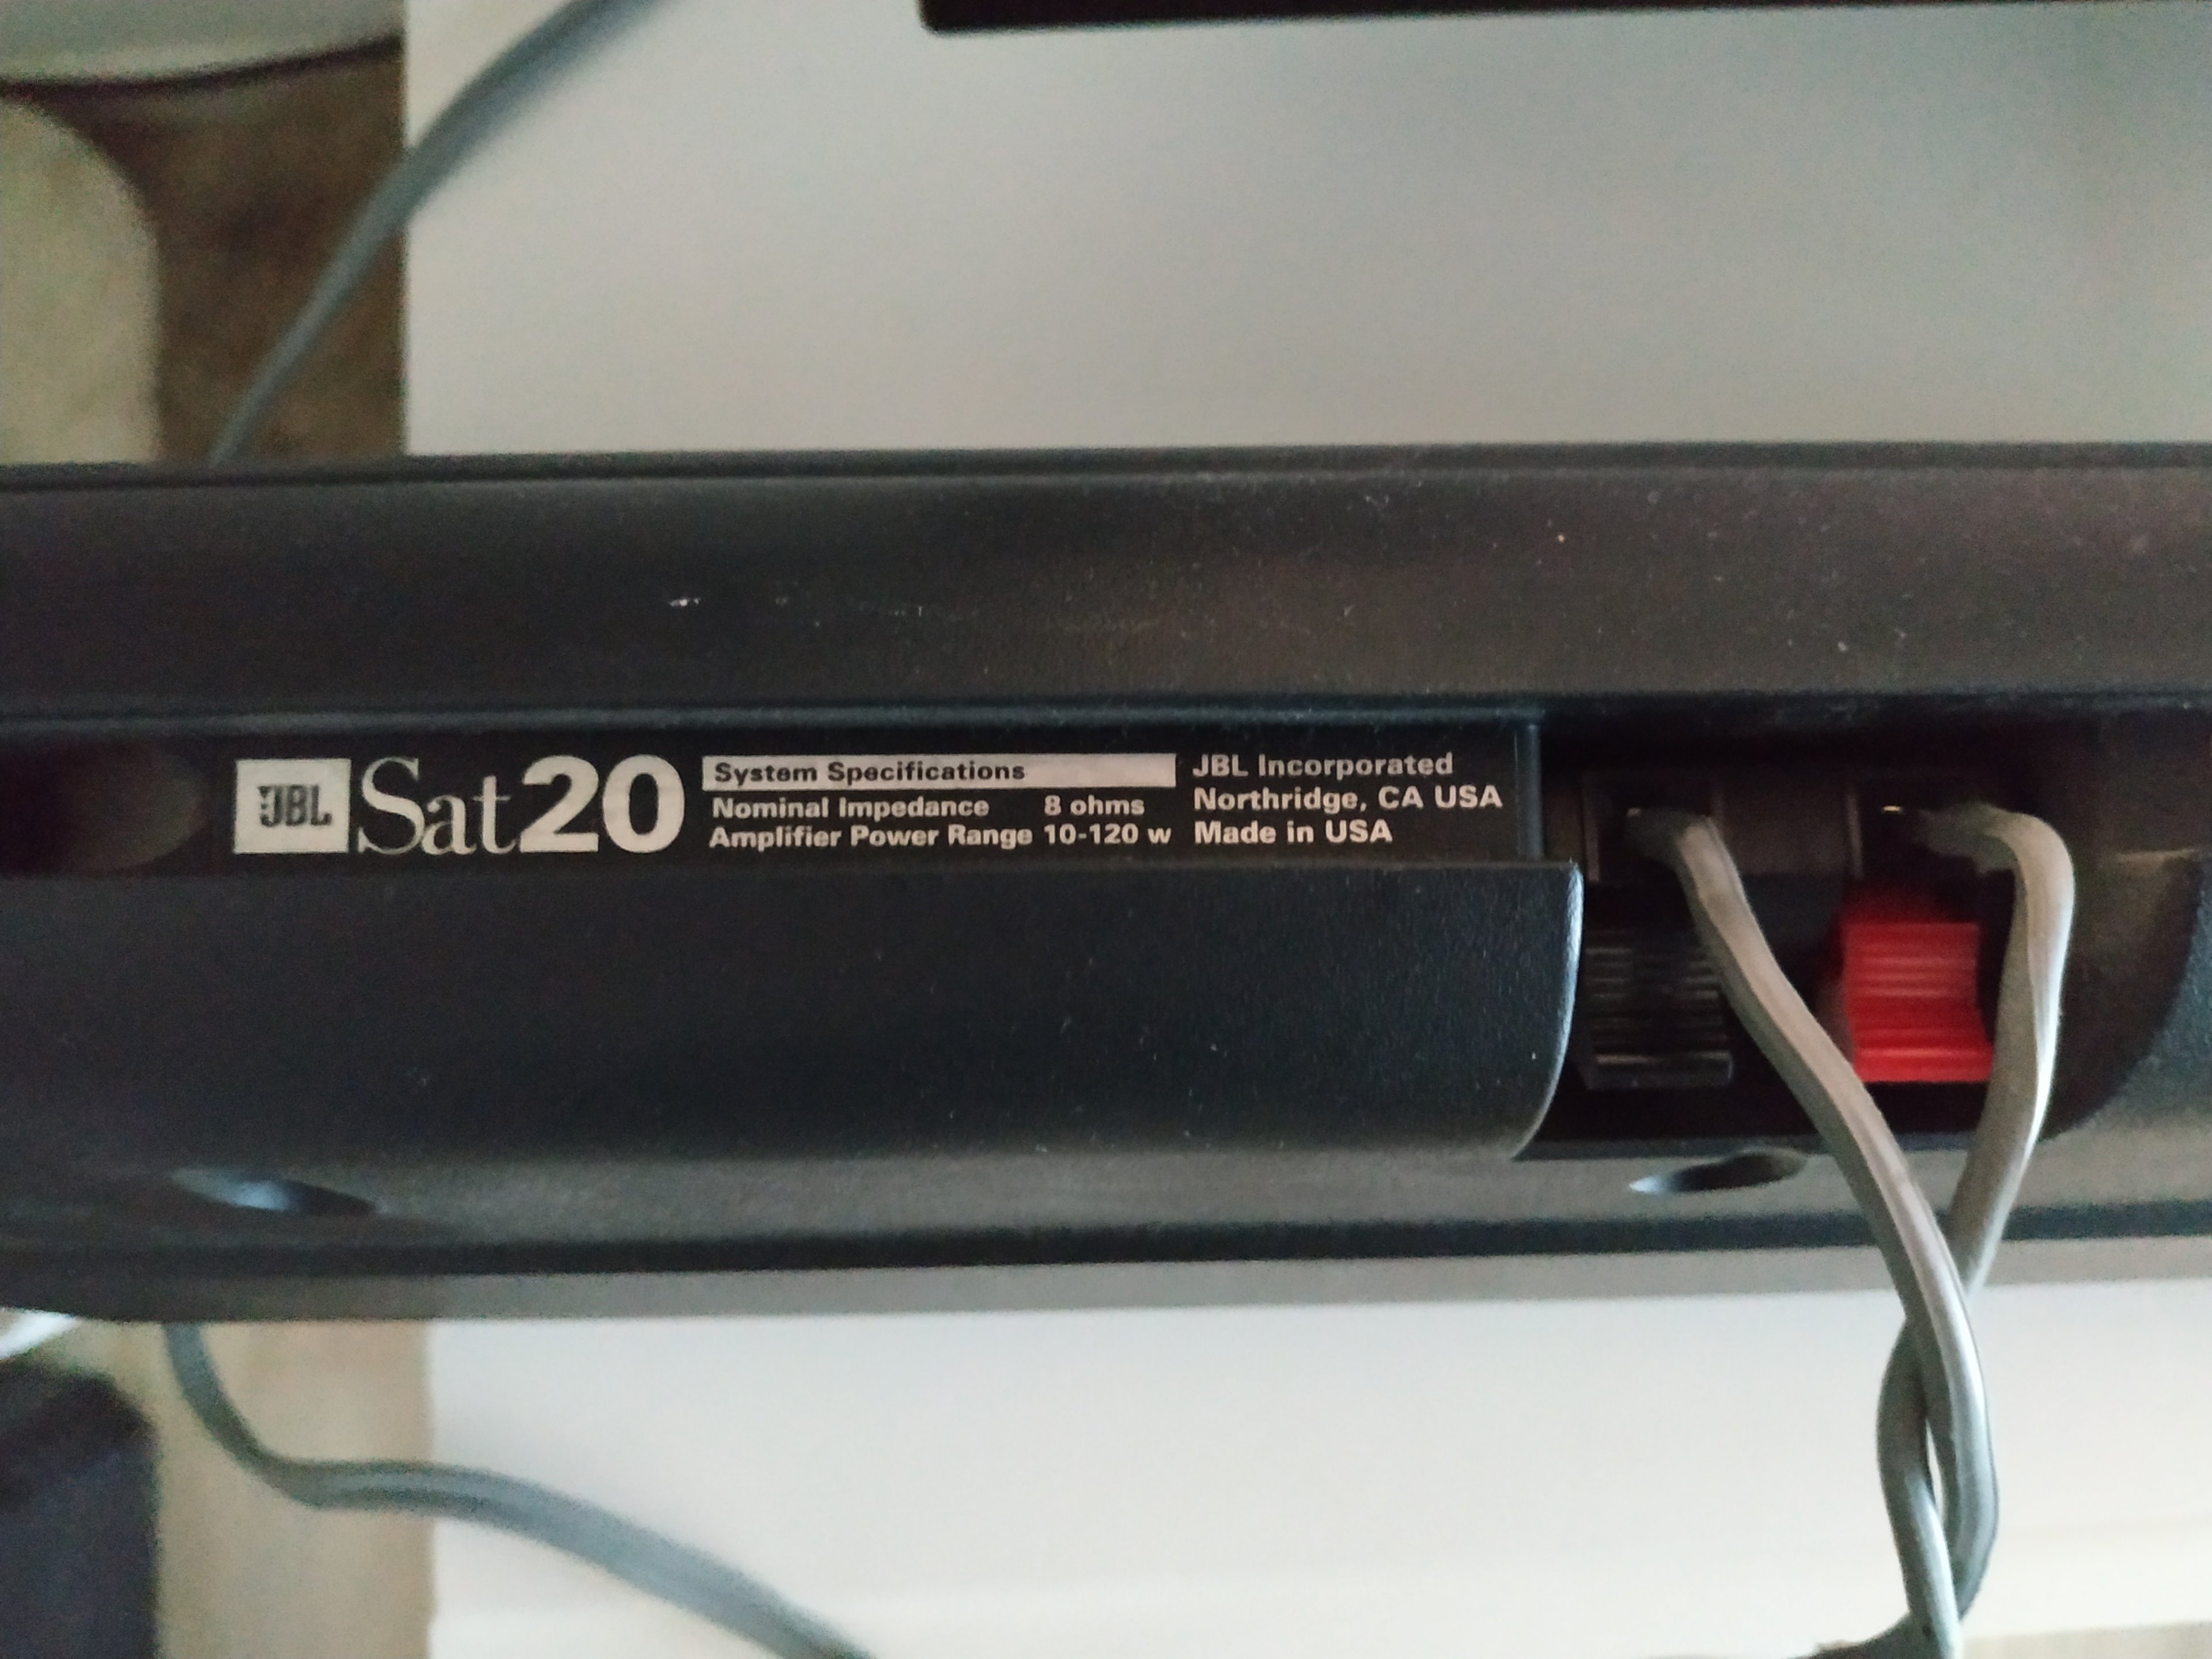 JBL Sat20
System Specifications
Nominal Impedance 8 ohms
Amplifier Power Range 10-120 w
JBL Incorporated
Northridge, CA USA
Made in USA